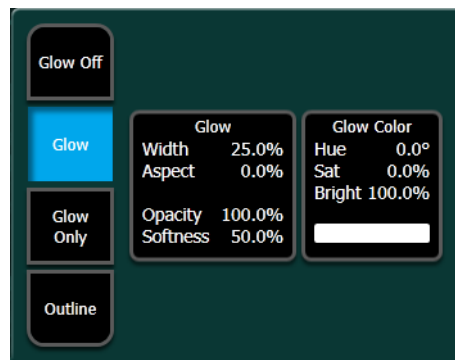 Glow Off
Glow
Glow
Only
Outline
Glow
Width 25.0%
Aspect 0.0%
Opacity 100.0%
Softness 50.0%
Glow Color
Hue 0.0°
Sat 0.0%
Bright 100.0%